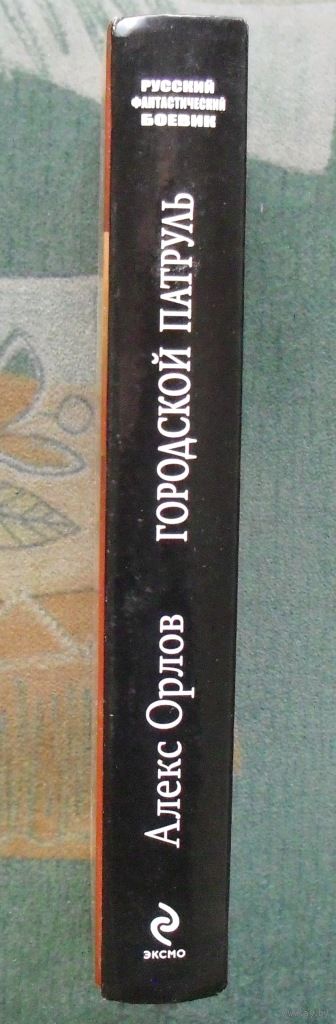 РУССКИЙ
ФАНТАСТИЧЕСКИЙ
БОЕВИК
Алекс Орлов ГОРОДСКОЙ ПАТРУЛЬ
ЭКСМО